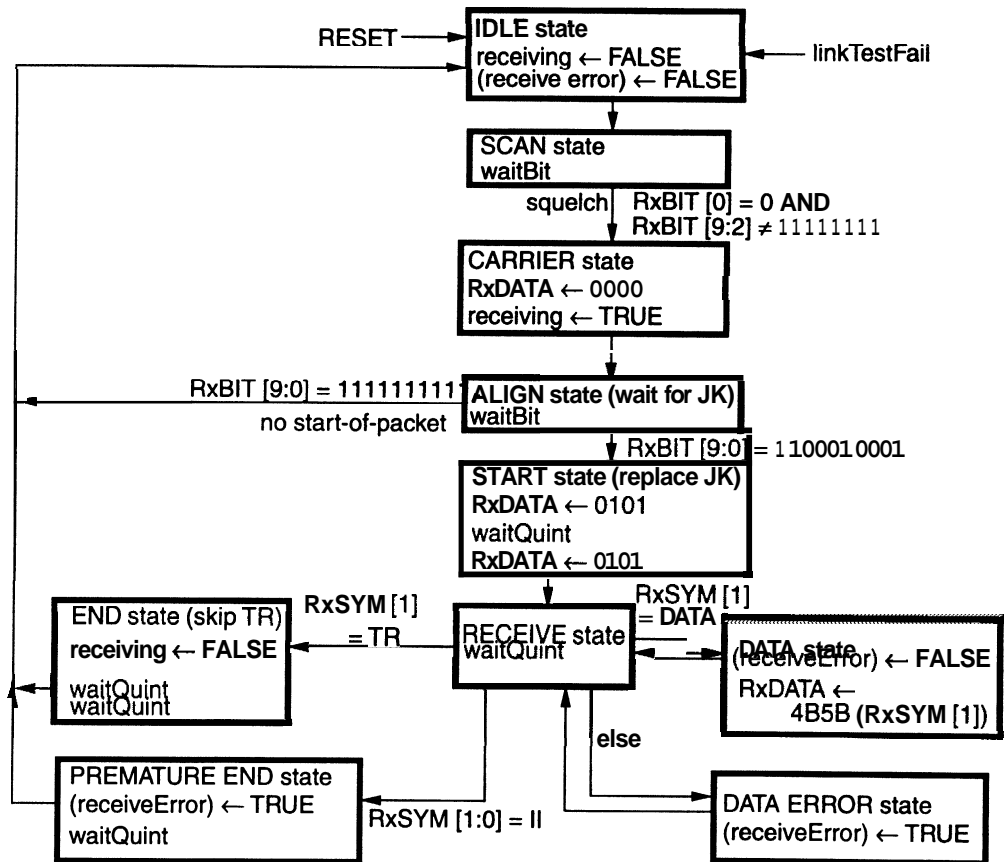 RESET
IDLE state
receiving ← FALSE
(receive error) ← FALSE
linkTestFail
SCAN state
waitBit
squelch
RxBIT [0] = 0 AND
RxBIT [9:2] ≠ 11111111
CARRIER state
RxDATA ← 0000
receiving ← TRUE
RxBIT [9:0] = 1111111111
no start-of-packet
ALIGN state (wait for JK)
waitBit
RxBIT [9:0] = 1100010001
START state (replace JK)
RxDATA ← 0101
waitQuint
RxDATA ← 0101
END state (skip TR)
receiving ← FALSE
waitQuint
waitQuint
RxSYM [1]
= TR
RECEIVE state
waitQuint
RxSYM [1]
= DATA
DATA state
(receiveError) ← FALSE
RxDATA ←
4B5B (RxSYM [1])
else
PREMATURE END state
(receiveError) ← TRUE
waitQuint
RxSYM [1:0] = II
DATA ERROR state
(receiveError) ← TRUE